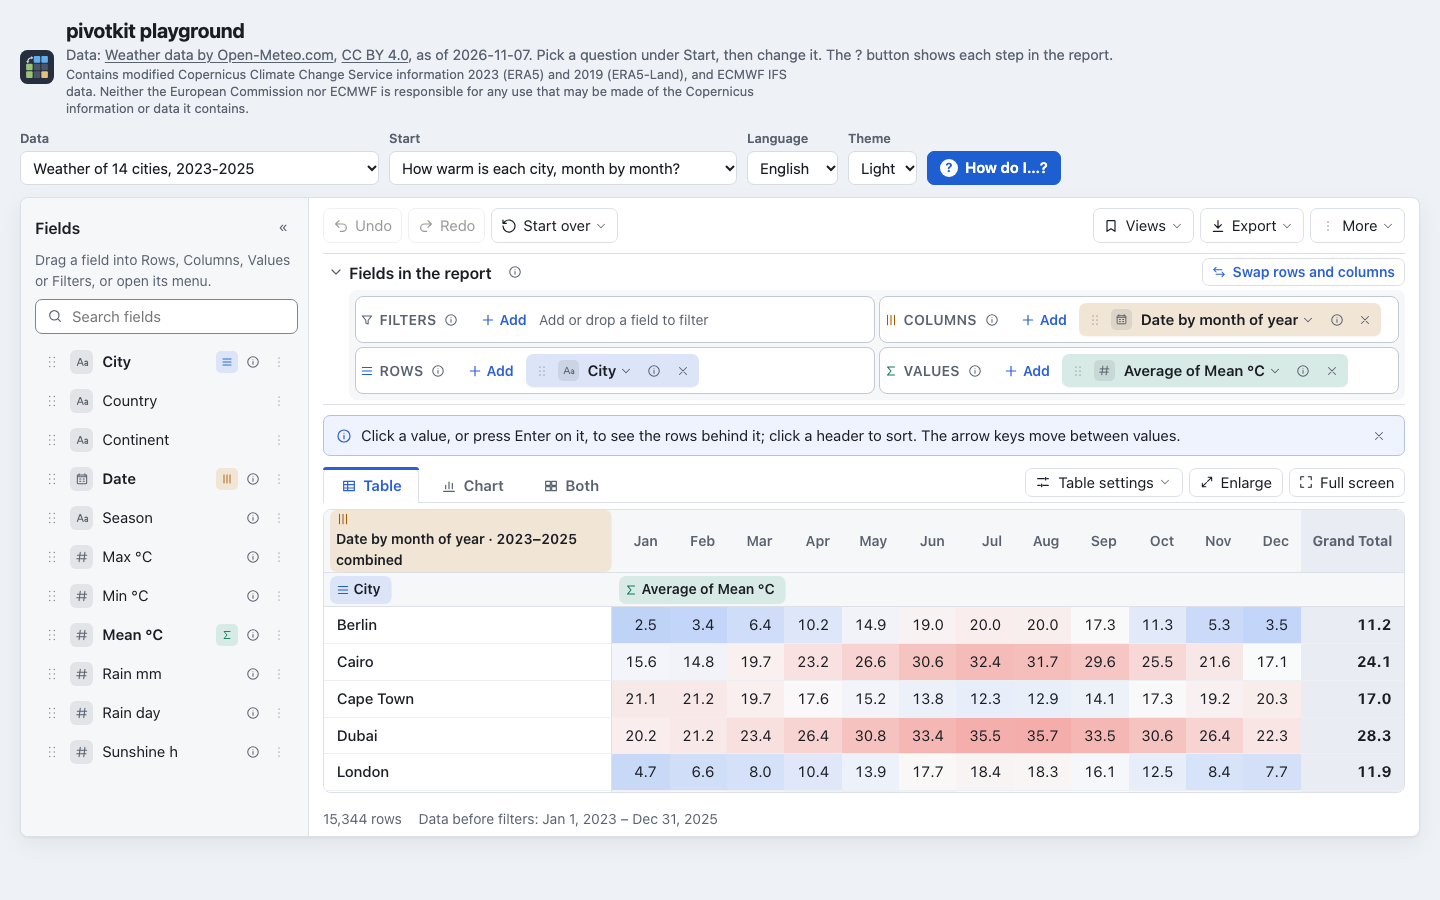 pivotkit playground
Data: Weather data by Open-Meteo.com, CC BY 4.0, as of 2026-11-07. Pick a question under Start, then change it. The ? button shows each step in the report.
Contains modified Copernicus Climate Change Service information 2023 (ERA5) and 2019 (ERA5-Land), and ECMWF IFS
data. Neither the European Commission nor ECMWF is responsible for any use that may be made of the Copernicus
information or data it contains.
Data Start Language Theme
Weather of 14 cities, 2023-2025 How warm is each city, month by month? English Light ? How do I...?
Fields «
Drag a field into Rows, Columns, Values
or Filters, or open its menu.
Search fields
Aa City
Aa Country
Aa Continent
Date
Aa Season
# Max °C
# Min °C
# Mean °C Σ
# Rain mm
# Rain day
# Sunshine h
Undo Redo Start over Views Export More
Fields in the report Swap rows and columns
FILTERS + Add Add or drop a field to filter
COLUMNS + Add Date by month of year
ROWS + Add Aa City
Σ VALUES + Add # Average of Mean °C
Click a value, or press Enter on it, to see the rows behind it; click a header to sort. The arrow keys move between values.
Table Chart Both Table settings Enlarge Full screen
Date by month of year · 2023–2025
combined
Jan Feb Mar Apr May Jun Jul Aug Sep Oct Nov Dec Grand Total
City Σ Average of Mean °C
Berlin 2.5 3.4 6.4 10.2 14.9 19.0 20.0 20.0 17.3 11.3 5.3 3.5 11.2
Cairo 15.6 14.8 19.7 23.2 26.6 30.6 32.4 31.7 29.6 25.5 21.6 17.1 24.1
Cape Town 21.1 21.2 19.7 17.6 15.2 13.8 12.3 12.9 14.1 17.3 19.2 20.3 17.0
Dubai 20.2 21.2 23.4 26.4 30.8 33.4 35.5 35.7 33.5 30.6 26.4 22.3 28.3
London 4.7 6.6 8.0 10.4 13.9 17.7 18.4 18.3 16.1 12.5 8.4 7.7 11.9
15,344 rows Data before filters: Jan 1, 2023 – Dec 31, 2025